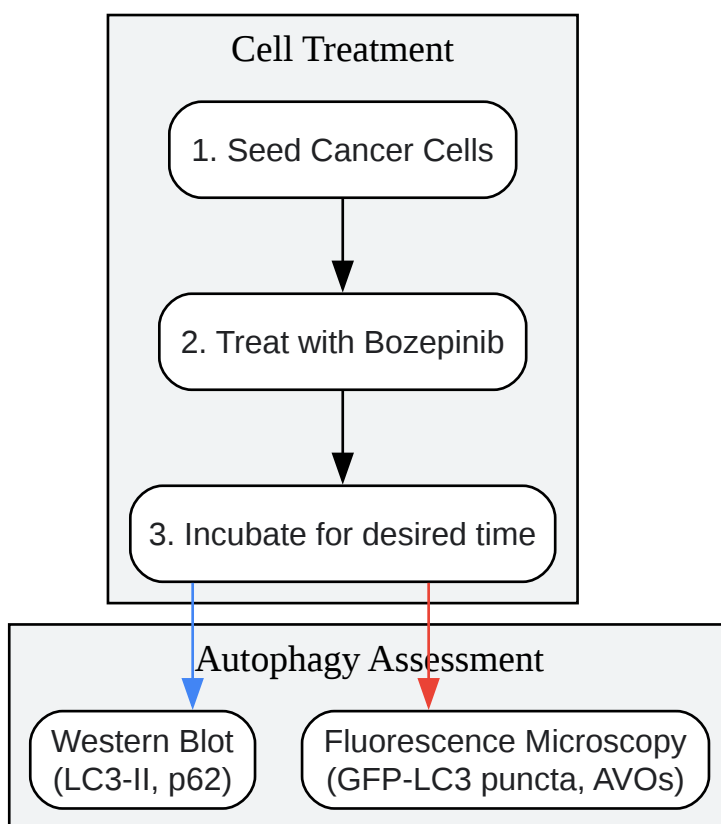 Cell Treatment
1. Seed Cancer Cells
2. Treat with Bozepinib
3. Incubate for desired time
Autophagy Assessment
Western Blot
(LC3-II, p62)
Fluorescence Microscopy
(GFP-LC3 puncta, AVOs)